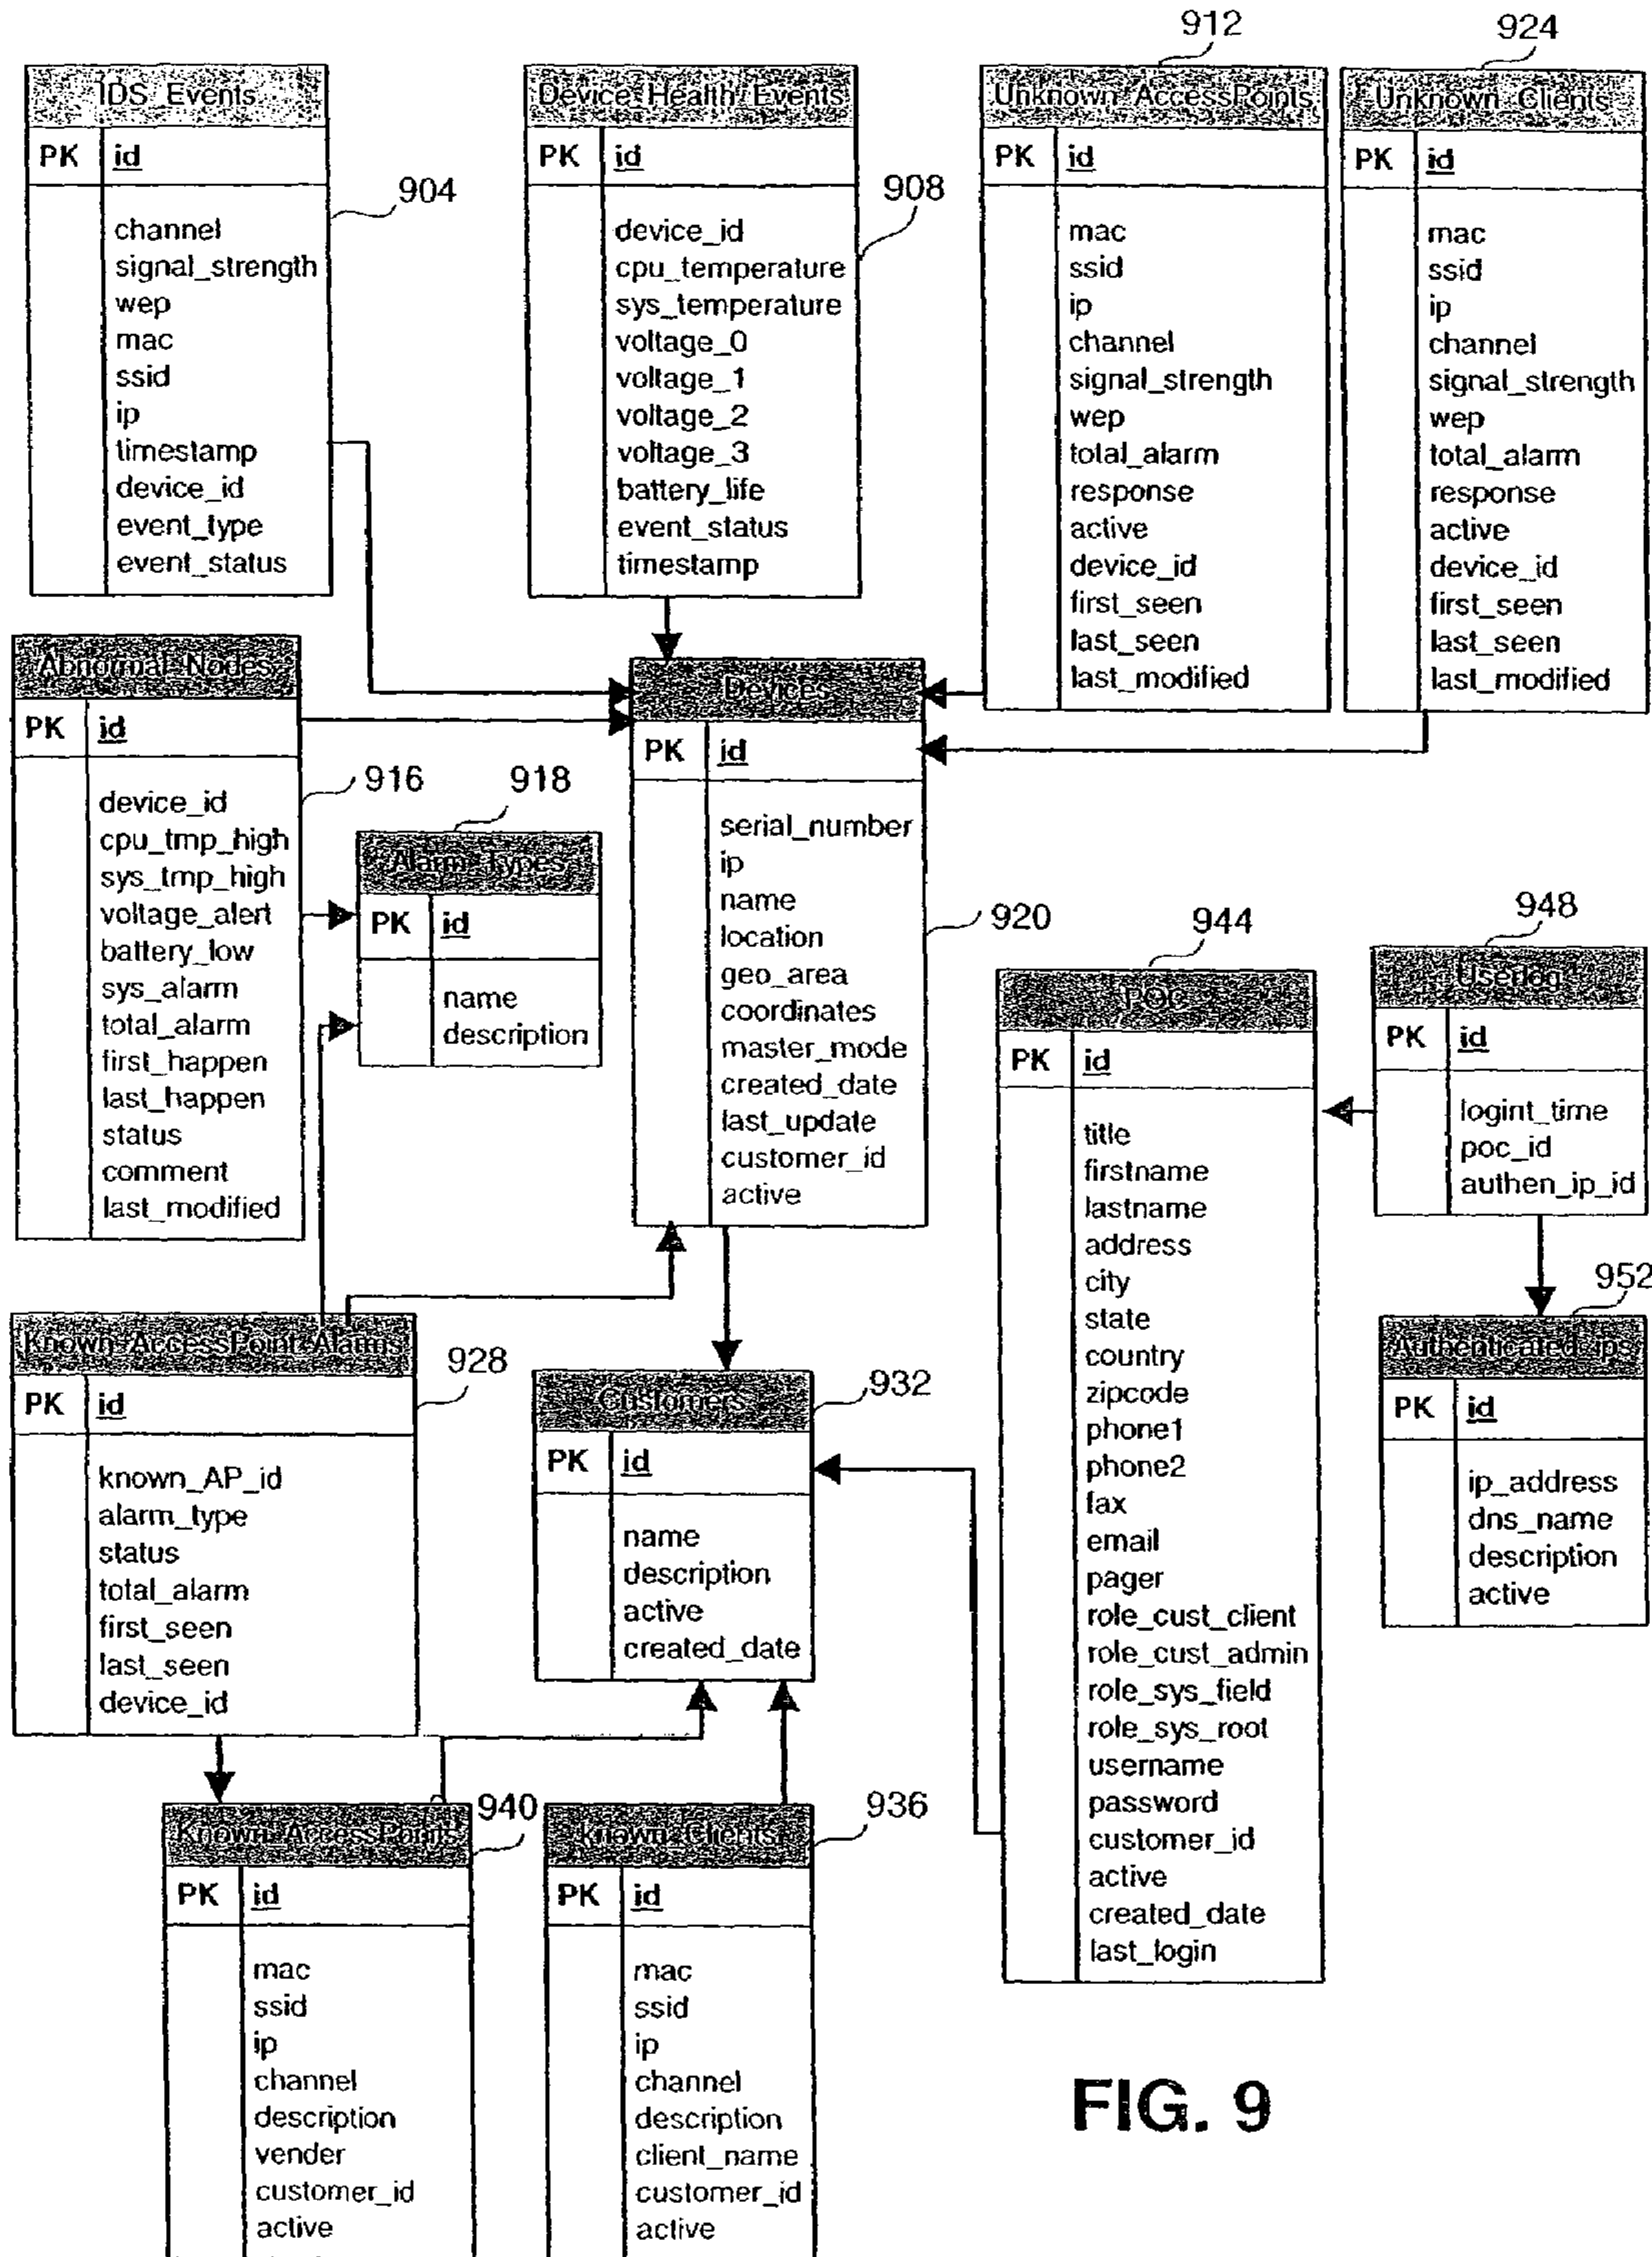 912
924
IDS Events
PK id
channel
signal_strength
wep
mac
ssid
ip
timestamp
device_id
event_type
event_status
904
Device Health Events
PK id
device_id
cpu_temperature
sys_temperature
voltage_0
voltage_1
voltage_2
voltage_3
battery_life
event_status
timestamp
908
Unknown AccessPoints
PK id
mac
ssid
ip
channel
signal_strength
wep
total_alarm
response
active
device_id
first_seen
last_seen
last_modified
Unknown Clients
PK id
mac
ssid
ip
channel
signal_strength
wep
total_alarm
response
active
device_id
first_seen
last_seen
last_modified
Abnormal Nodes
PK id
device_id
cpu_tmp_high
sys_tmp_high
voltage_alert
battery_low
sys_alarm
total_alarm
first_happen
last_happen
status
comment
last_modified
916
918
Alarm Types
PK id
name
description
Devices
PK id
serial_number
ip
name
location
geo_area
coordinates
master_mode
created_date
last_update
customer_id
active
920
944
POC
PK id
title
firstname
lastname
address
city
state
country
zipcode
phone1
phone2
fax
email
pager
role_cust_client
role_cust_admin
role_sys_field
role_sys_root
username
password
customer_id
active
created_date
last_login
948
Userlog
PK id
logint_time
poc_id
authen_ip_id
952
Authenticated ips
PK id
ip_address
dns_name
description
active
Known AccessPoint Alarms
PK id
known_AP_id
alarm_type
status
total_alarm
first_seen
last_seen
device_id
928
Customers
PK id
name
description
active
created_date
932
Known AccessPoints
PK id
mac
ssid
ip
channel
description
vender
customer_id
active
940
known Clients
PK id
mac
ssid
ip
channel
description
client_name
customer_id
active
936
FIG. 9